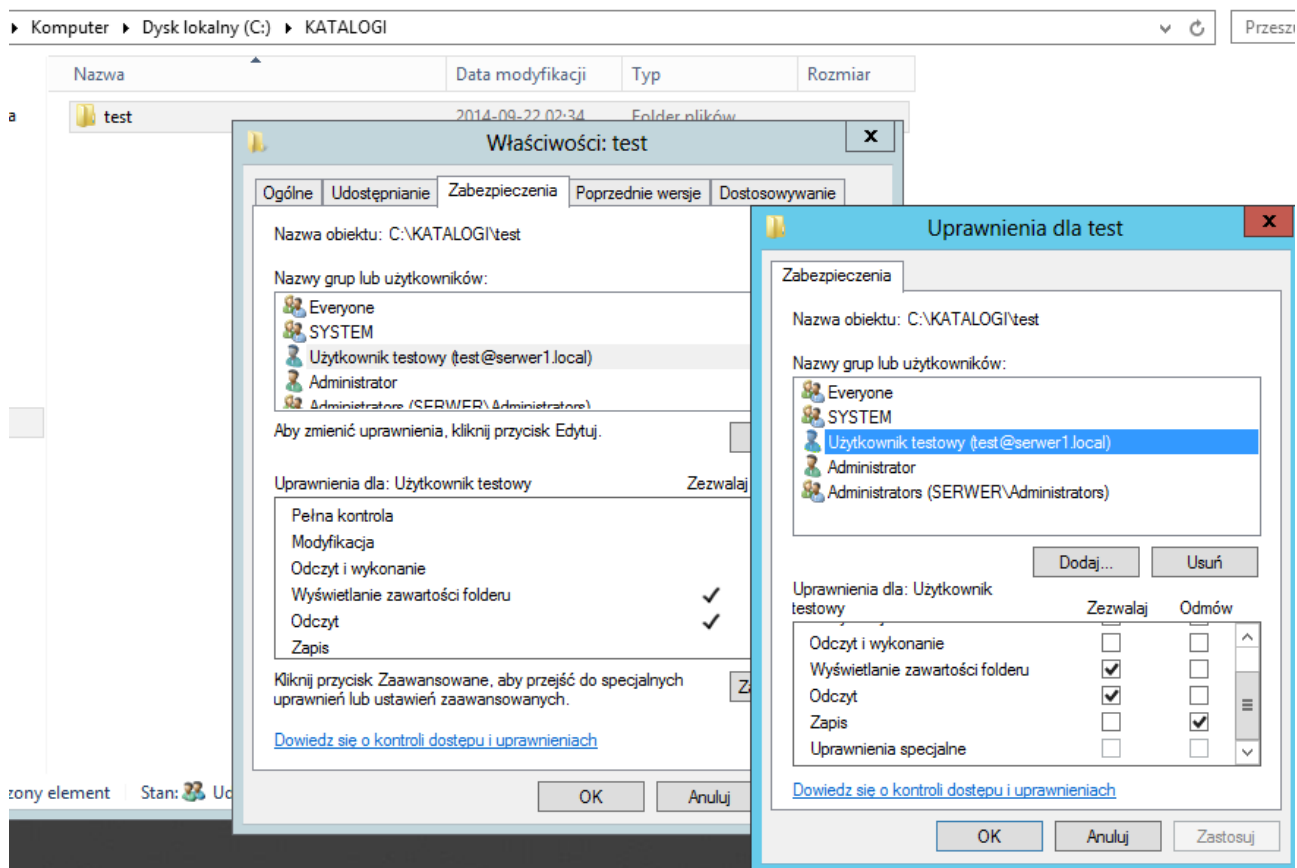 Komputer Dysk lokalny (C:) KATALOGI
Nazwa Data modyfikacji Typ Rozmiar
a
test 2014-09-22 02:34 Folder plików
Właściwości: test
Ogólne Udostępnianie Zabezpieczenia Poprzednie wersje Dostosowywanie
Nazwa obiektu: C:\KATALOGI\test
Nazwy grup lub użytkowników:
Everyone
SYSTEM
Użytkownik testowy (test@serwer1.local)
Administrator
Administrators (SERWER\Administrators)
Aby zmienić uprawnienia, kliknij przycisk Edytuj.
Uprawnienia dla: Użytkownik testowy Zezwalaj
Pełna kontrola
Modyfikacja
Odczyt i wykonanie
Wyświetlanie zawartości folderu
Odczyt
Zapis
Kliknij przycisk Zaawansowane, aby przejść do specjalnych
uprawnień lub ustawień zaawansowanych.
Dowiedz się o kontroli dostępu i uprawnieniach
OK Anuluj
element Stan:
Uprawnienia dla test
Zabezpieczenia
Nazwa obiektu: C:\KATALOGI\test
Nazwy grup lub użytkowników:
Everyone
SYSTEM
Użytkownik testowy (test@serwer1.local)
Administrator
Administrators (SERWER\Administrators)
Dodaj... Usuń
Uprawnienia dla: Użytkownik
testowy Zezwalaj Odmów
Odczyt i wykonanie
Wyświetlanie zawartości folderu
Odczyt
Zapis
Uprawnienia specjalne
Dowiedz się o kontroli dostępu i uprawnieniach
OK Anuluj Zastosuj